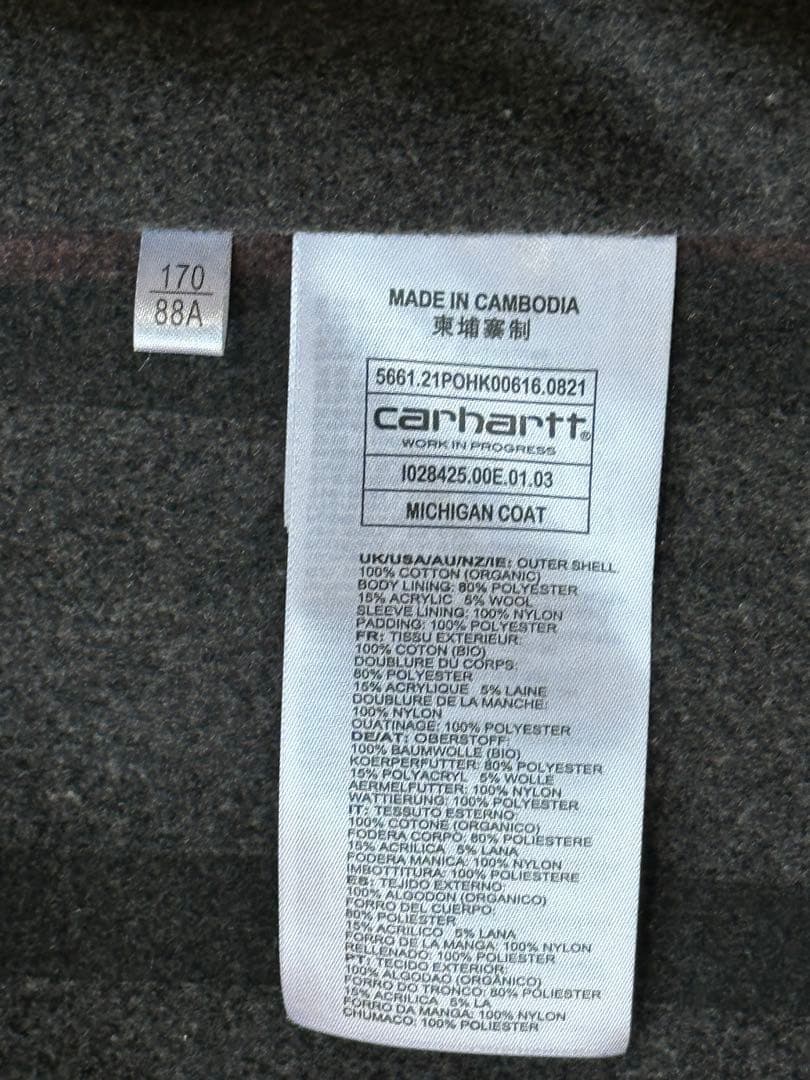 170
88A
MADE IN CAMBODIA
柬埔寨制
5661.21POHK00616.0821
carhartt®
WORK IN PROGRESS
I028425.00E.01.03
MICHIGAN COAT
UK/USA/AU/NZ/IE: OUTER SHELL
100% COTTON (ORGANIC)
BODY LINING: 80% POLYESTER
15% ACRYLIC 5% WOOL
SLEEVE LINING: 100% NYLON
PADDING: 100% POLYESTER
FR: TISSU EXTERIEUR:
100% COTON (BIO)
DOUBLURE DU CORPS:
80% POLYESTER
15% ACRYLIQUE 5% LAINE
DOUBLURE DE LA MANCHE:
100% NYLON
OUATINAGE: 100% POLYESTER
DE/AT: OBERSTOFF:
100% BAUMWOLLE (BIO)
KOERPERFUTTER: 80% POLYESTER
15% POLYACRYL 5% WOLLE
AERMELFUTTER: 100% NYLON
WATTIERUNG: 100% POLYESTER
IT: TESSUTO ESTERNO:
100% COTONE (ORGANICO)
FODERA CORPO: 80% POLIESTERE
15% ACRILICA 5% LANA
FODERA MANICA: 100% NYLON
IMBOTTITURA: 100% POLIESTERE
ES: TEJIDO EXTERNO:
100% ALGODON (ORGANICO)
FORRO DEL CUERPO:
80% POLIESTER
15% ACRILICO 5% LANA
FORRO DE LA MANGA: 100% NYLON
RELLENADO: 100% POLIESTER
PT: TECIDO EXTERIOR:
100% ALGODAO (ORGÂNICO)
FORRO DO TRONCO: 80% POLIESTER
15% ACRILICA 5% LA
FORRO DA MANGA: 100% NYLON
CHUMACO: 100% POLIESTER